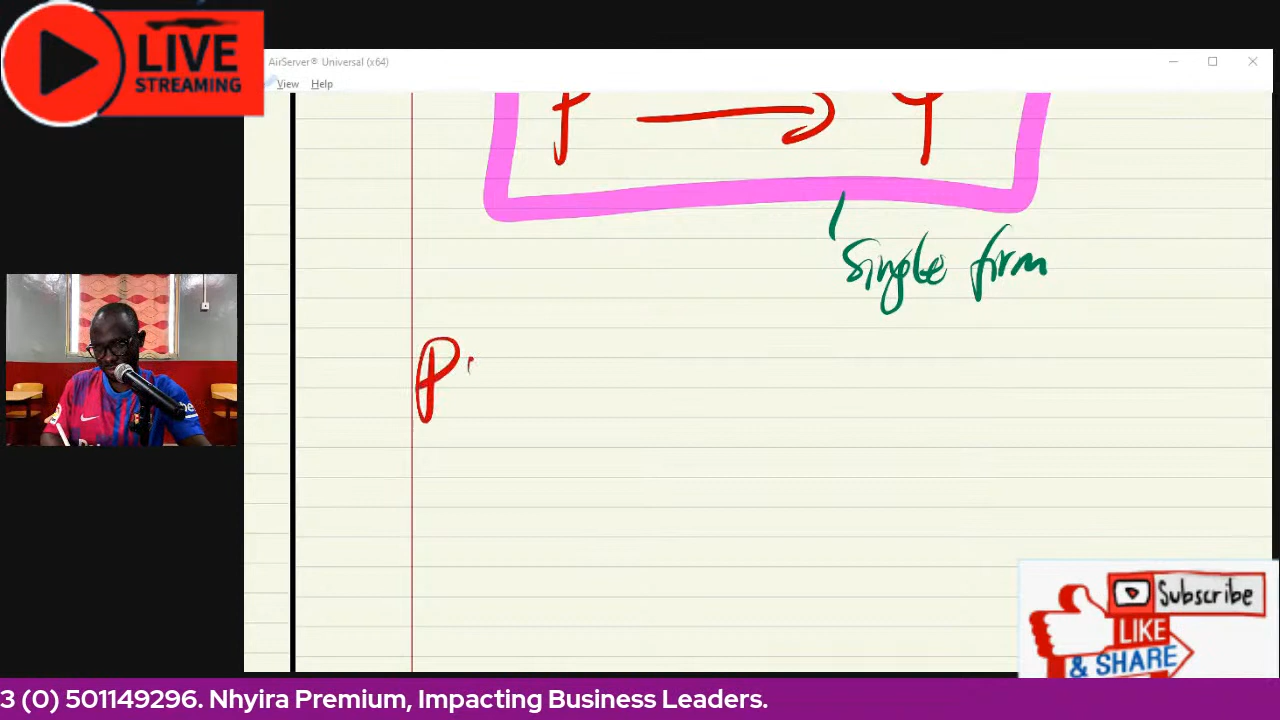 LIVE
STREAMING
AirServer® Universal (x64)
View Help
P q
Single firm
P
Subscribe
LIKE
& SHARE
3 (0) 501149296. Nhyira Premium, Impacting Business Leaders.